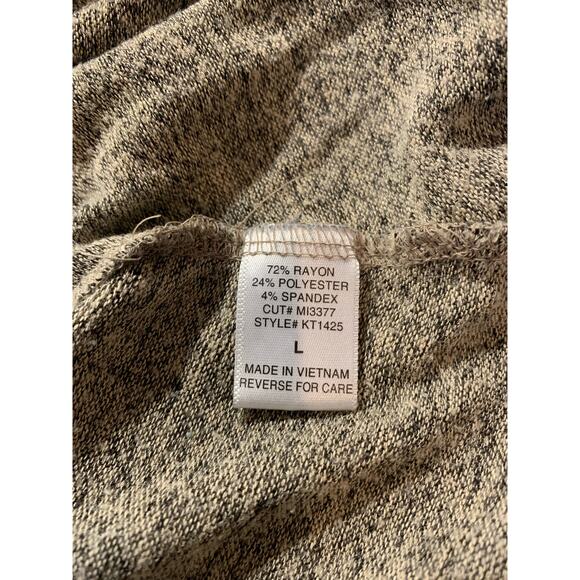 72% RAYON
24% POLYESTER
4% SPANDEX
CUT# MI3377
STYLE# KT1425
L
MADE IN VIETNAM
REVERSE FOR CARE